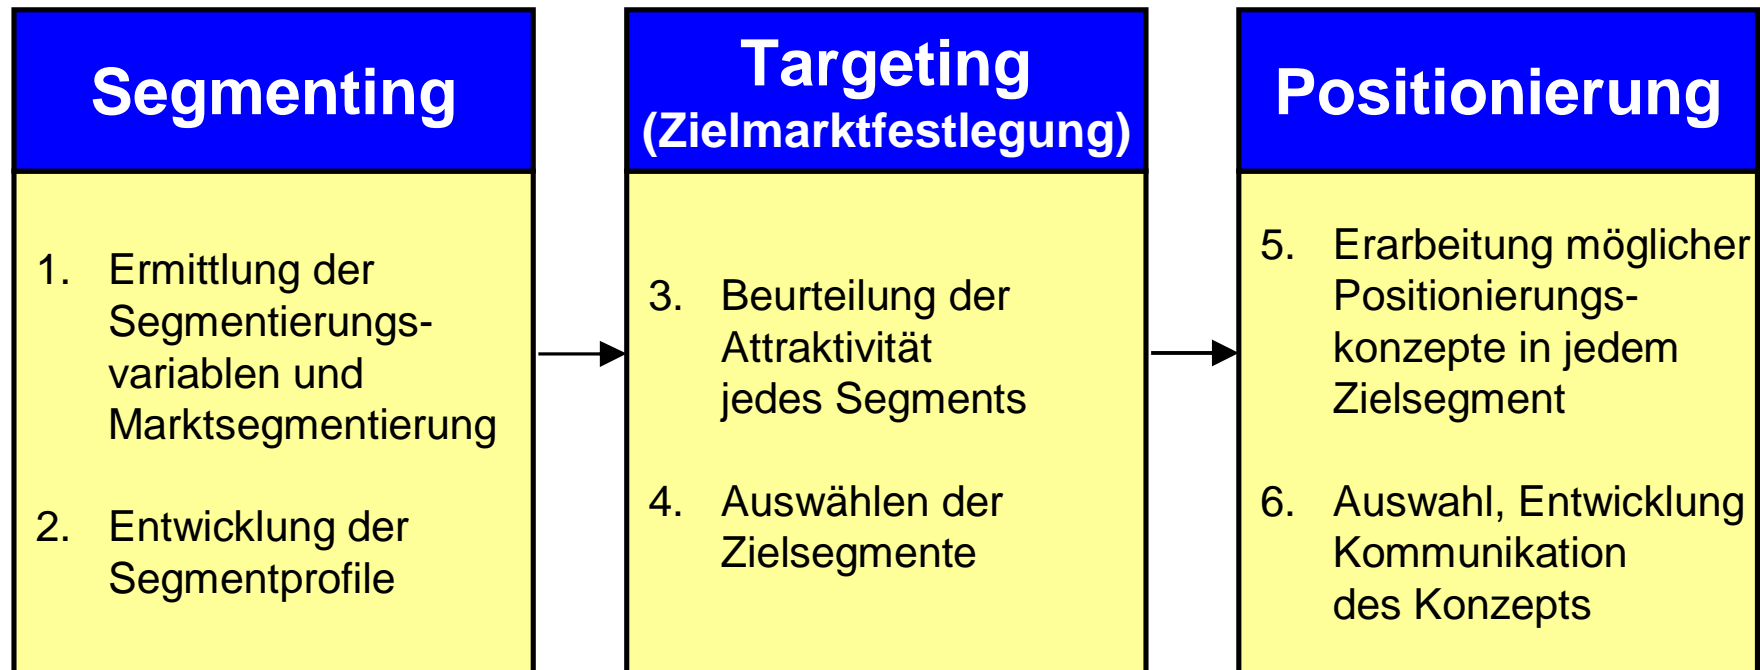 Segmenting
1. Ermittlung der
Segmentierungs-
variablen und
Marktsegmentierung
2. Entwicklung der
Segmentprofile
Targeting
(Zielmarktfestlegung)
3. Beurteilung der
Attraktivität
jedes Segments
4. Auswählen der
Zielsegmente
Positionierung
5. Erarbeitung möglicher
Positionierungs-
konzepte in jedem
Zielsegment
6. Auswahl, Entwicklung
Kommunikation
des Konzepts